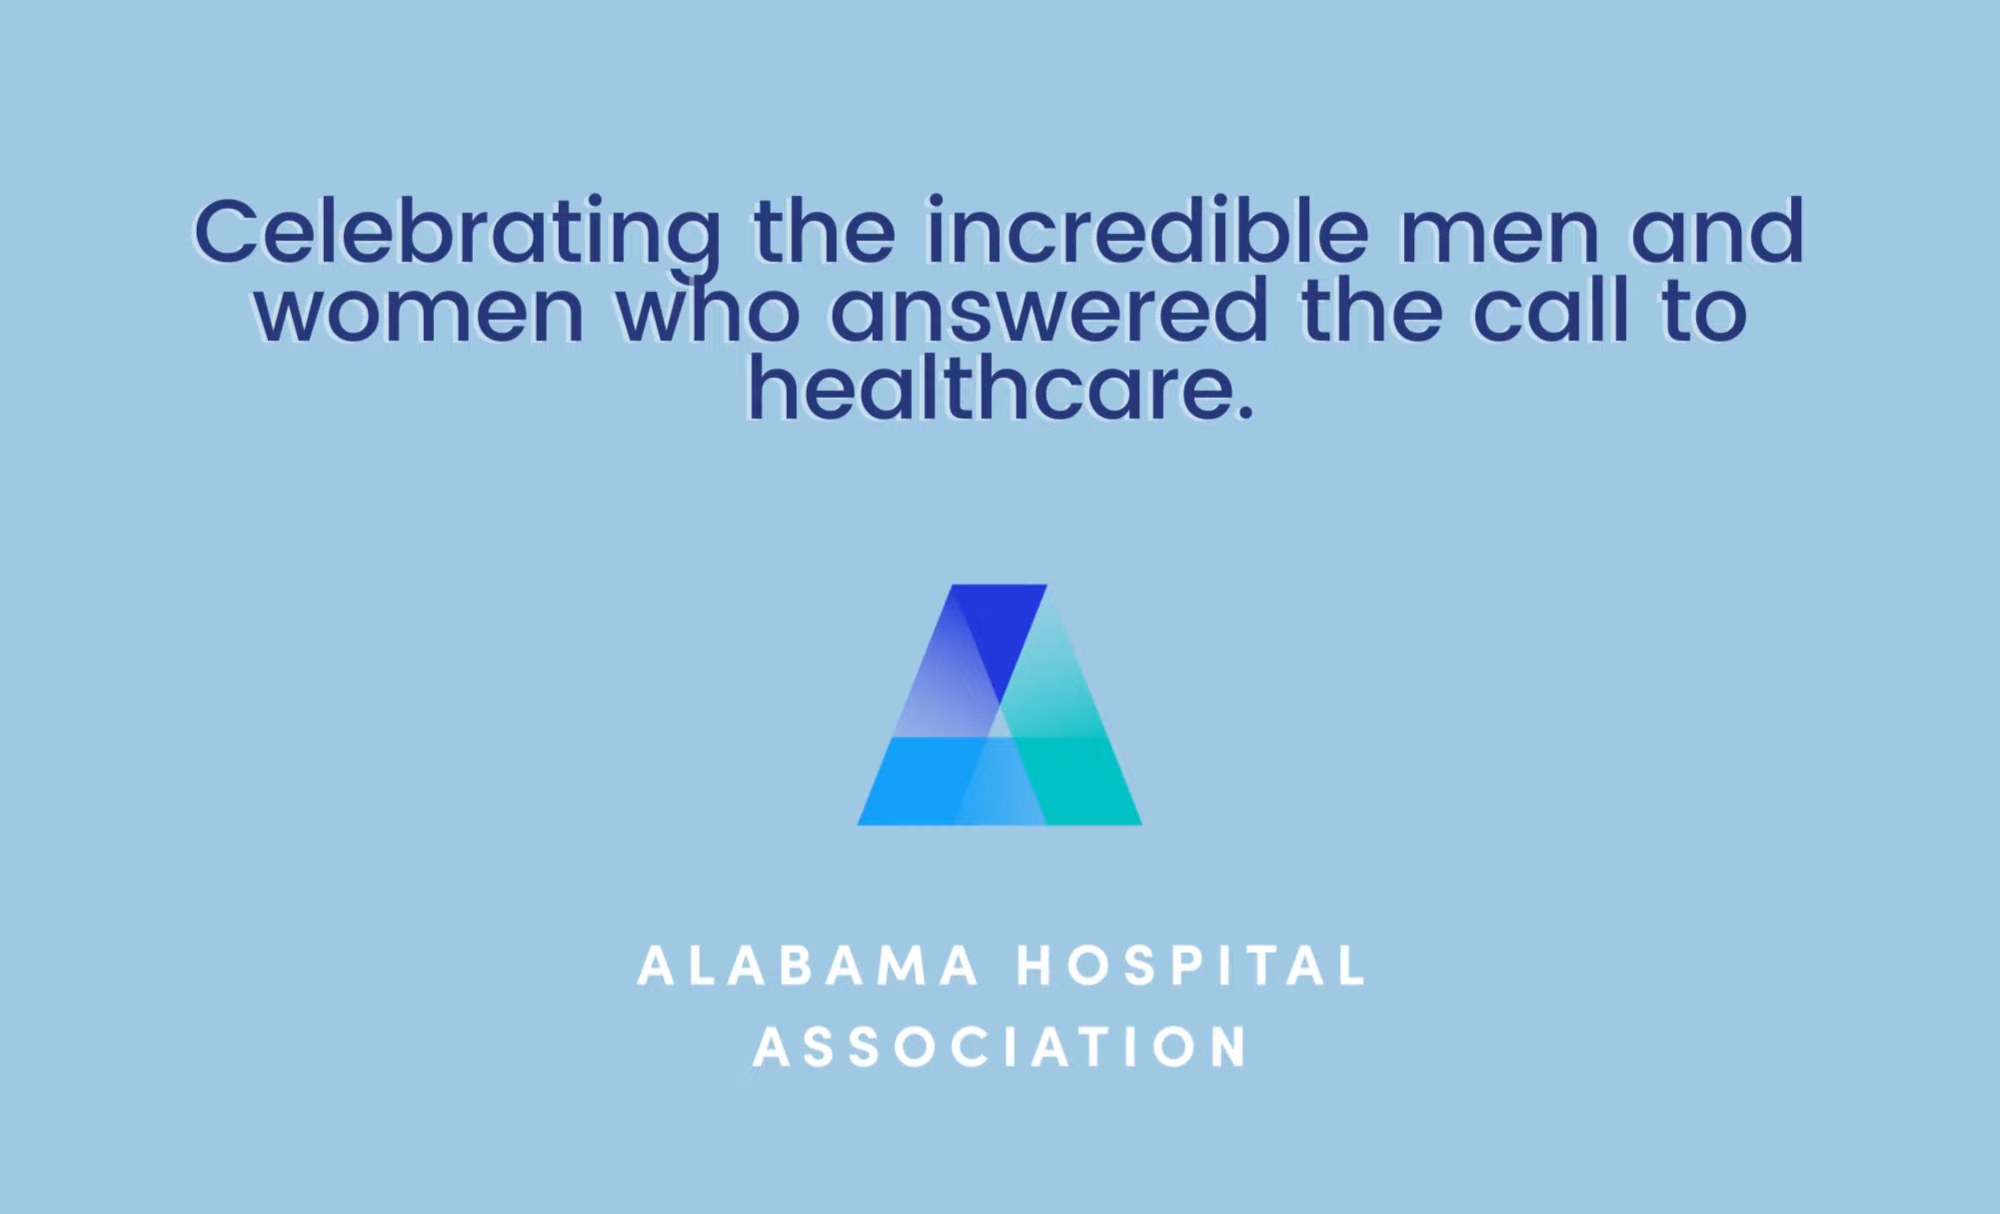 Celebrating the incredible men and
women who answered the call to
healthcare.
ALABAMA HOSPITAL
ASSOCIATION